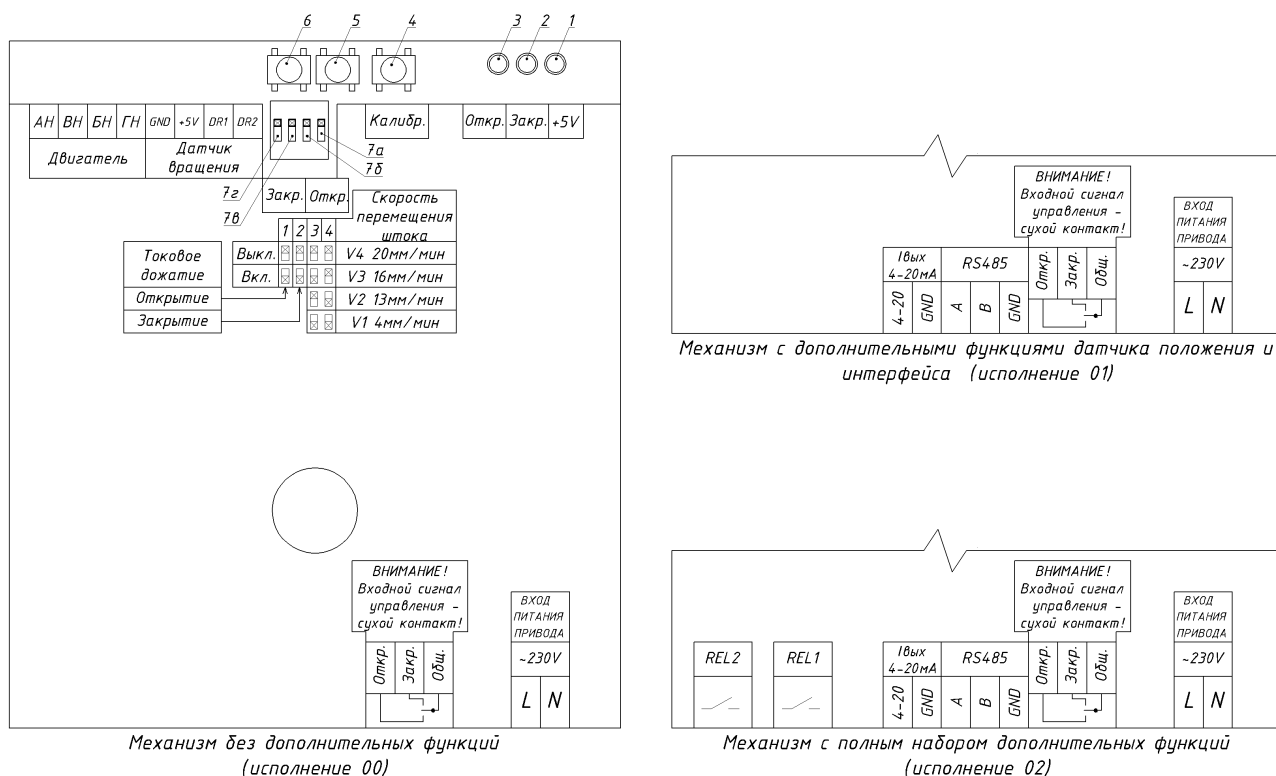 6 5 4 3 2 1
АН ВН БН ГН GND +5V DR1 DR2
Двигатель
Датчик
вращения
Калибр.
Откр. Закр. +5V
7а
7б
7г
7в
Закр. Откр.
Скорость
перемещения
штока
1 2 3 4
Токовое
дожатие
Открытие
Закрытие
Выкл.
Вкл.
V4 20мм/мин
V3 16мм/мин
V2 13мм/мин
V1 4мм/мин
ВНИМАНИЕ!
Входной сигнал
управления -
сухой контакт!
Откр.
Закр.
Общ.
ВХОД
ПИТАНИЯ
ПРИВОДА
~230V
L N
Механизм без дополнительных функций
(исполнение 00)
ВНИМАНИЕ!
Входной сигнал
управления -
сухой контакт!
ВХОД
ПИТАНИЯ
ПРИВОДА
Iвых
4-20мА
RS485
4-20
GND
A
B
GND
Откр.
Закр.
Общ.
~230V
L N
Механизм с дополнительными функциями датчика положения и
интерфейса (исполнение 01)
ВНИМАНИЕ!
Входной сигнал
управления -
сухой контакт!
ВХОД
ПИТАНИЯ
ПРИВОДА
REL2
REL1
Iвых
4-20мА
RS485
4-20
GND
A
B
GND
Откр.
Закр.
Общ.
~230V
L N
Механизм с полным набором дополнительных функций
(исполнение 02)